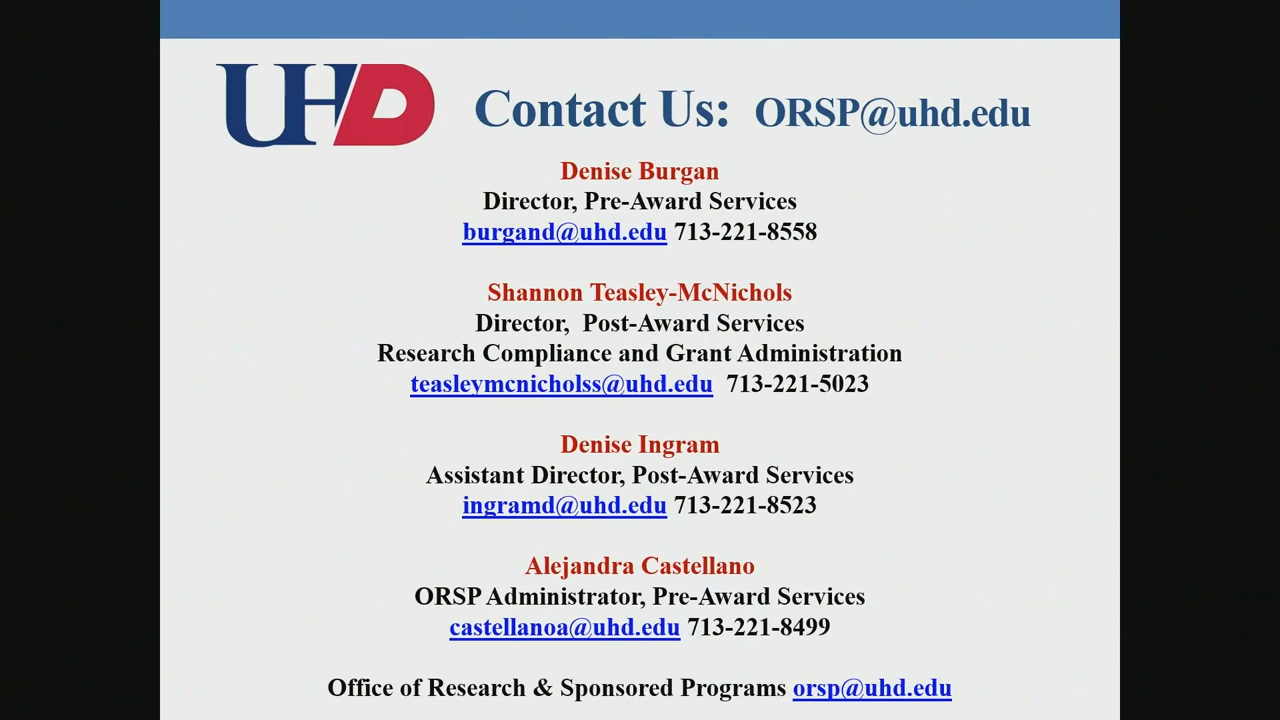 UHD Contact Us: ORSP@uhd.edu
Denise Burgan
Director, Pre-Award Services
burgand@uhd.edu 713-221-8558
Shannon Teasley-McNichols
Director, Post-Award Services
Research Compliance and Grant Administration
teasleymcnicholss@uhd.edu 713-221-5023
Denise Ingram
Assistant Director, Post-Award Services
ingramd@uhd.edu 713-221-8523
Alejandra Castellano
ORSP Administrator, Pre-Award Services
castellanoa@uhd.edu 713-221-8499
Office of Research & Sponsored Programs orsp@uhd.edu